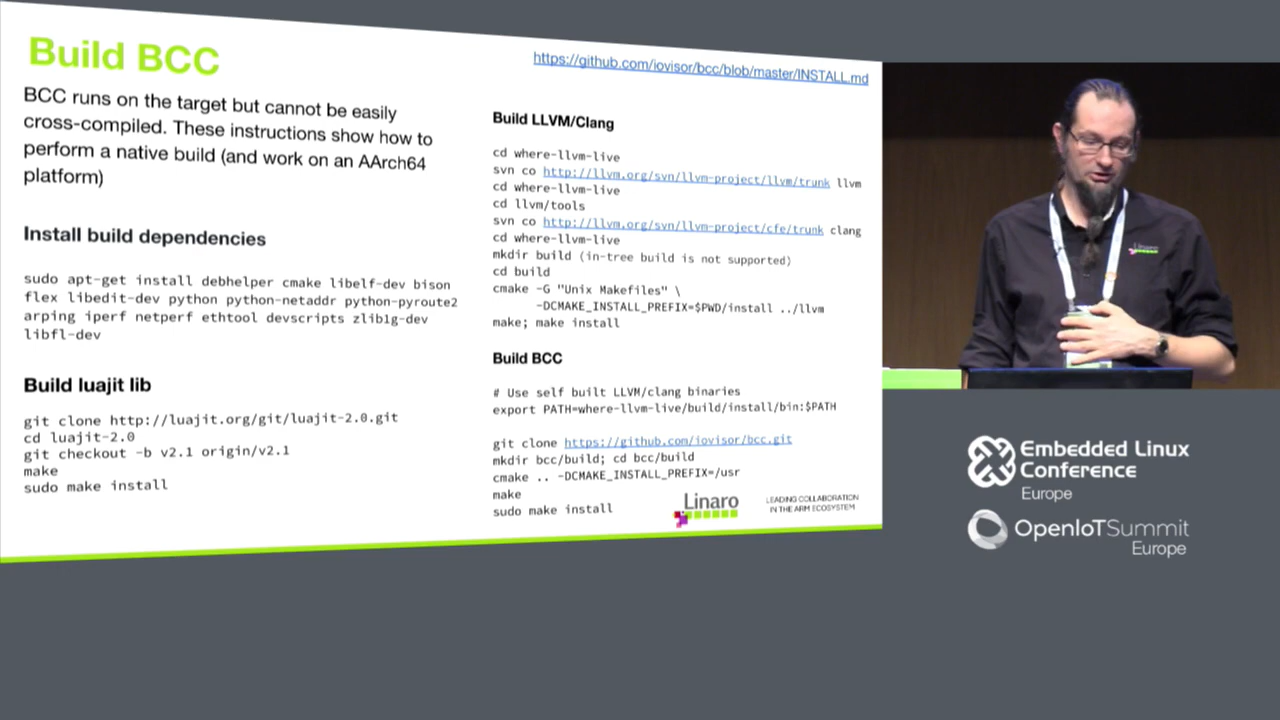 Build BCC
https://github.com/iovisor/bcc/blob/master/INSTALL.md
BCC runs on the target but cannot be easily
cross-compiled. These instructions show how to
perform a native build (and work on an AArch64
platform)
Install build dependencies
sudo apt-get install debhelper cmake libelf-dev bison
flex libedit-dev python python-netaddr python-pyroute2
arping iperf netperf ethtool devscripts zlib1g-dev
libfl-dev
Build luajit lib
git clone http://luajit.org/git/luajit-2.0.git
cd luajit-2.0
git checkout -b v2.1 origin/v2.1
make
sudo make install
Build LLVM/Clang
cd where-llvm-live
svn co http://llvm.org/svn/llvm-project/llvm/trunk llvm
cd where-llvm-live
cd llvm/tools
svn co http://llvm.org/svn/llvm-project/cfe/trunk clang
cd where-llvm-live
mkdir build (in-tree build is not supported)
cd build
cmake -G "Unix Makefiles" \
-DCMAKE_INSTALL_PREFIX=$PWD/install ../llvm
make; make install
Build BCC
# Use self built LLVM/clang binaries
export PATH=where-llvm-live/build/install/bin:$PATH
git clone https://github.com/iovisor/bcc.git
mkdir bcc/build; cd bcc/build
cmake .. -DCMAKE_INSTALL_PREFIX=/usr
make
sudo make install
Linaro
LEADING COLLABORATION
IN THE ARM ECOSYSTEM
Linaro
Embedded Linux
Conference
Europe
OpenIoTSummit
Europe